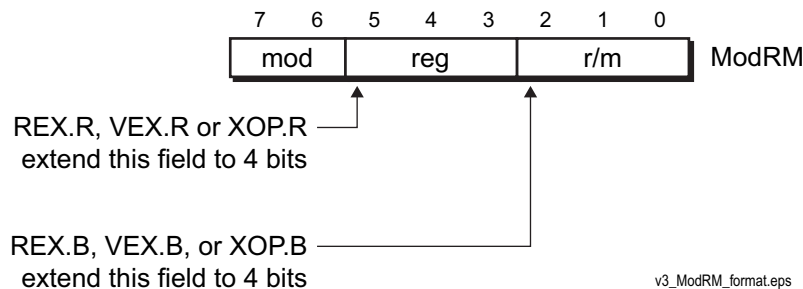 7 6 5 4 3 2 1 0
mod reg r/m ModRM
REX.R, VEX.R or XOP.R
extend this field to 4 bits
REX.B, VEX.B, or XOP.B
extend this field to 4 bits
v3_ModRM_format.eps